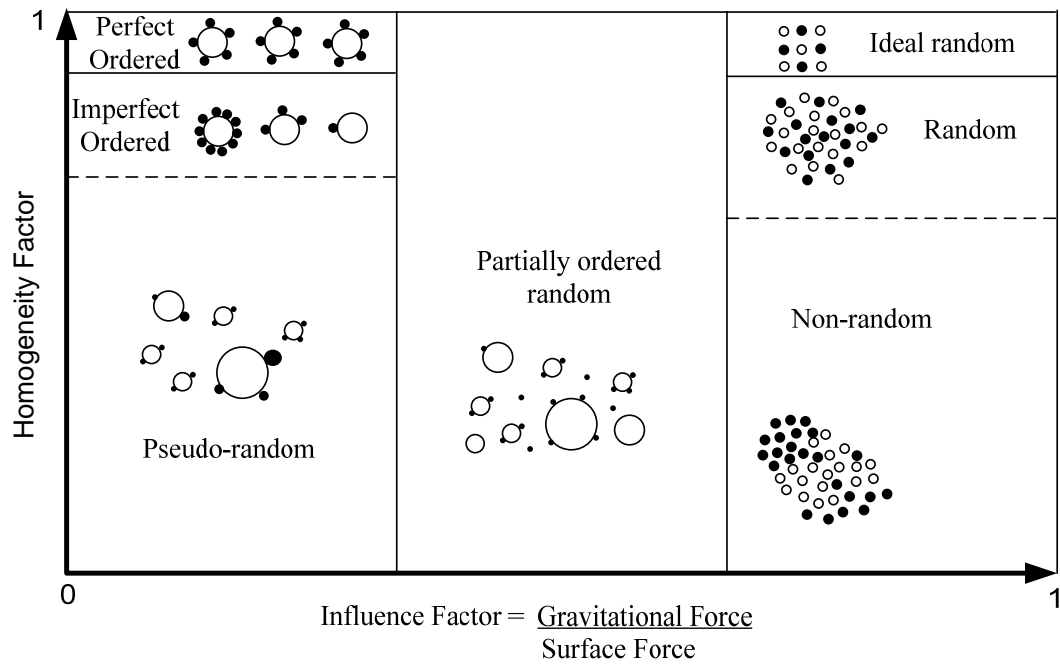 1
Perfect
Ordered
Ideal random
Imperfect
Ordered
Random
Homogeneity Factor
Partially ordered
random
Non-random
Pseudo-random
0
1
Influence Factor = Gravitational Force
Surface Force